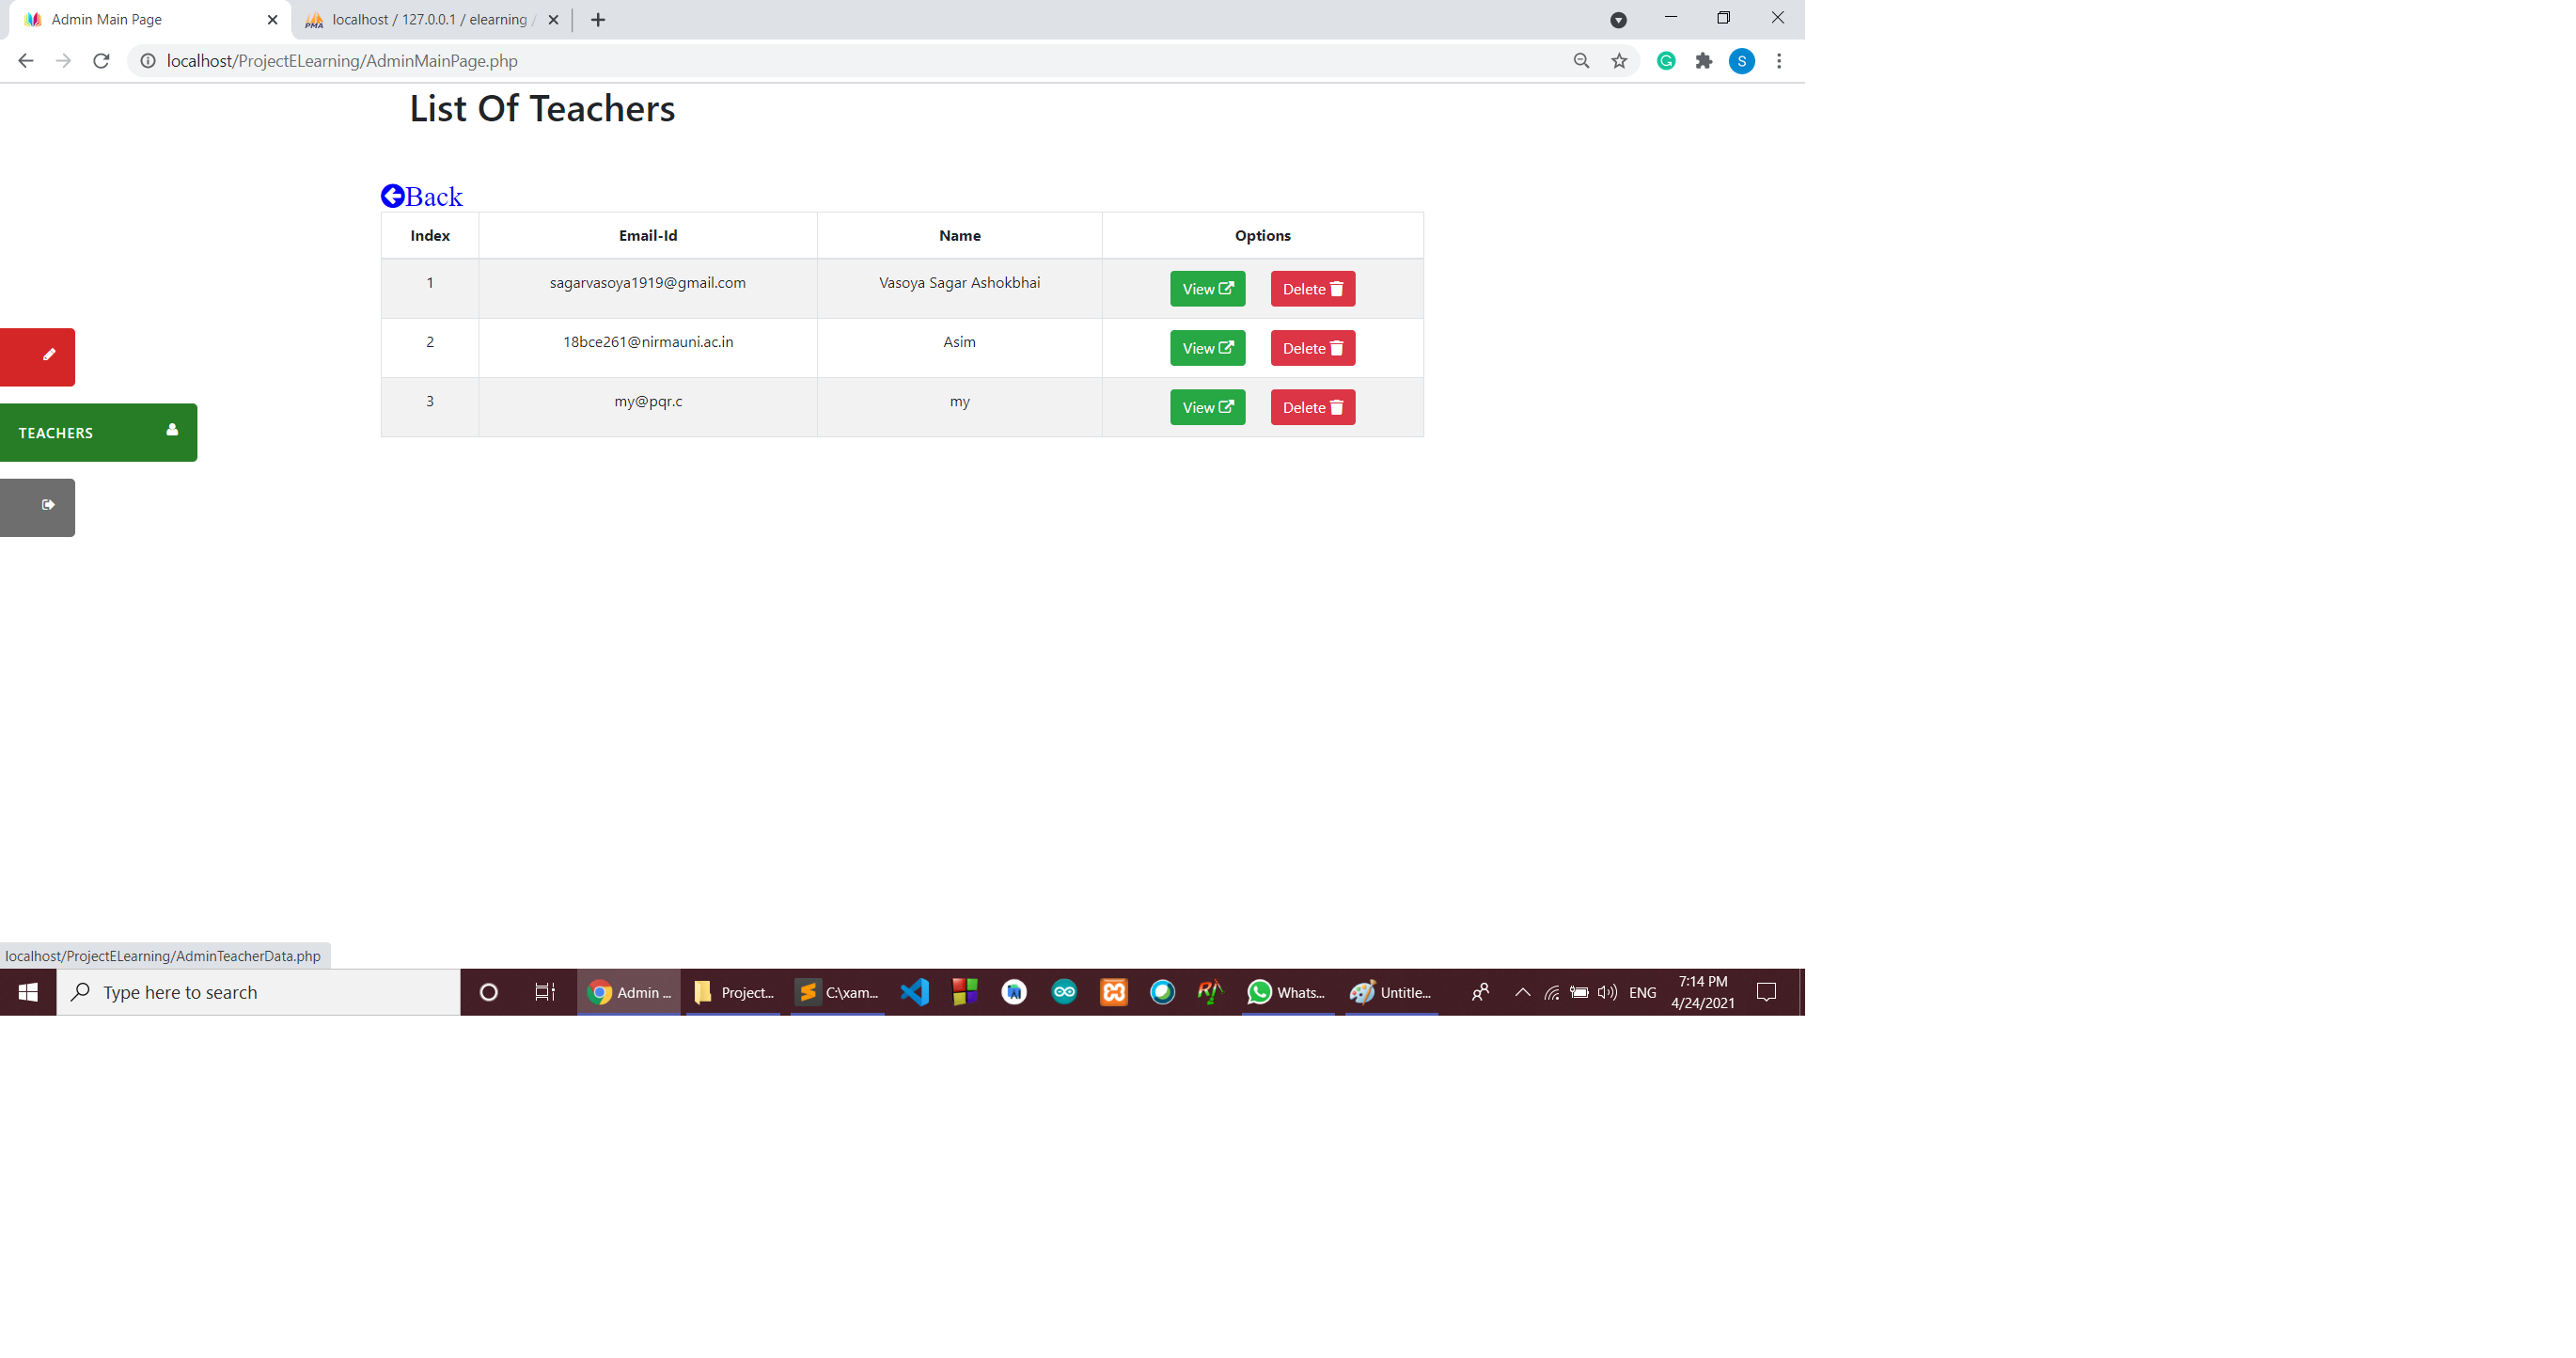 Admin Main Page
localhost / 127.0.0.1 / elearning /
localhost/ProjectELearning/AdminMainPage.php
S
List Of Teachers
Back
Index Email-Id Name Options
1 sagarvasoya1919@gmail.com Vasoya Sagar Ashokbhai View Delete
2 18bce261@nirmauni.ac.in Asim View Delete
3 my@pqr.c my View Delete
TEACHERS
localhost/ProjectELearning/AdminTeacherData.php
Type here to search
Admin ...
Project...
C:\xam...
Whats...
Untitle...
ENG
7:14 PM
4/24/2021